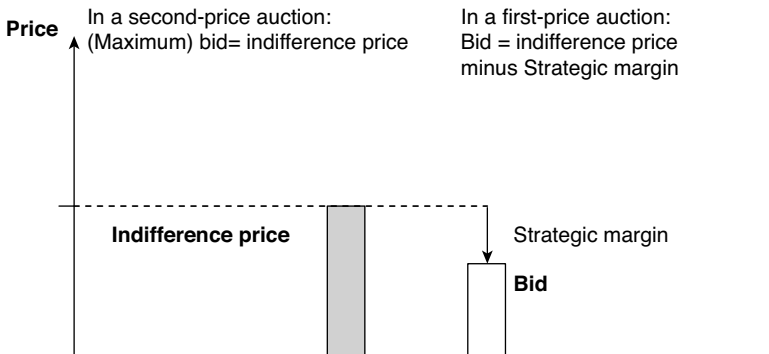 Price
In a second-price auction:
(Maximum) bid= indifference price
In a first-price auction:
Bid = indifference price
minus Strategic margin
Indifference price
Strategic margin
Bid